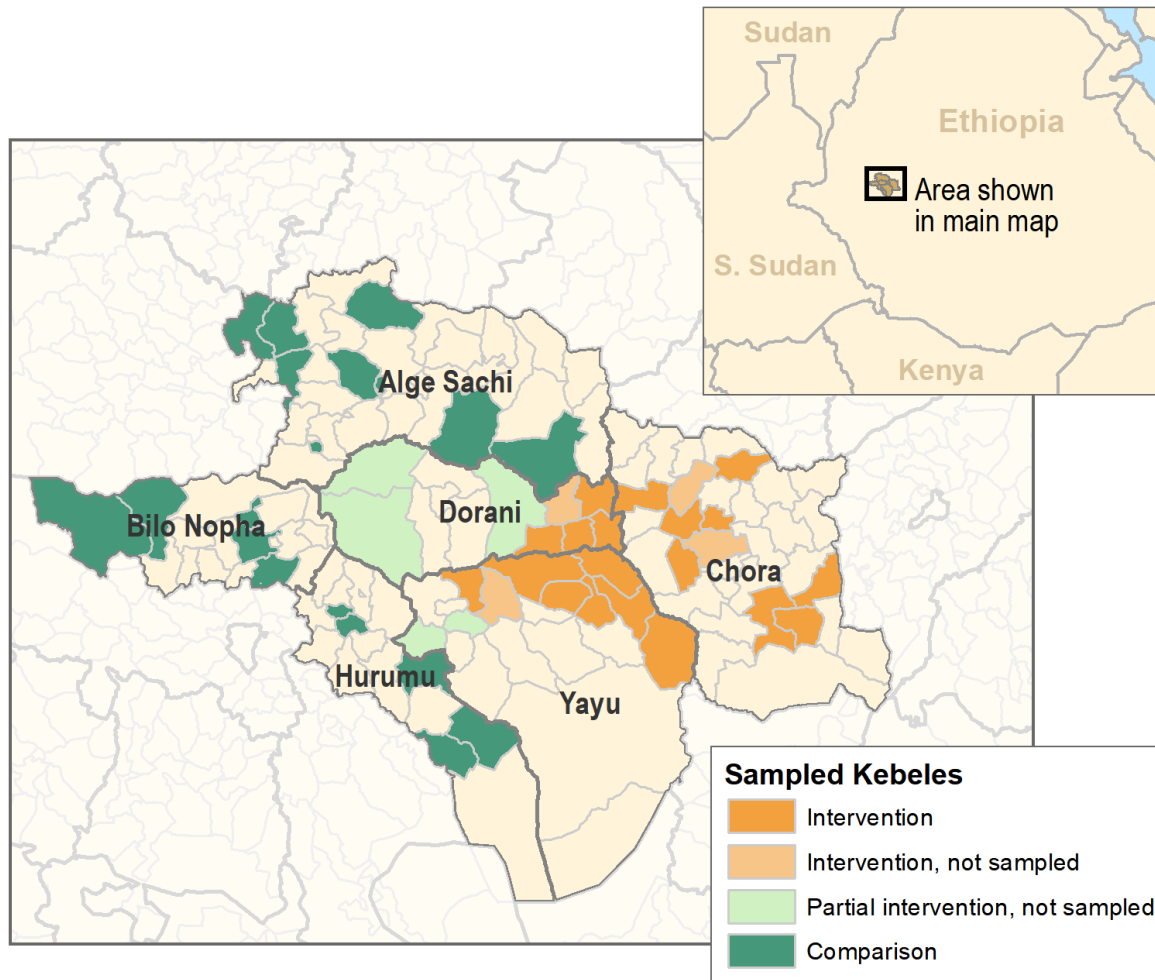 Sudan
Ethiopia
Area shown
in main map
S. Sudan
Kenya
Alge Sachi
Bilo Nopha
Dorani
Chora
Hurumu
Yayu
Sampled Kebeles
Intervention
Intervention, not sampled
Partial intervention, not sampled
Comparison